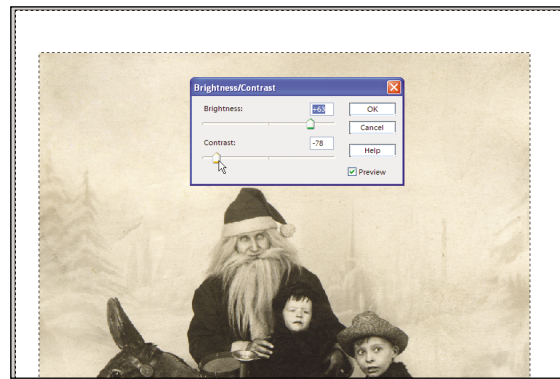 Brightness/Contrast
Brightness: +63 OK
Cancel
Contrast: -78
Help
Preview